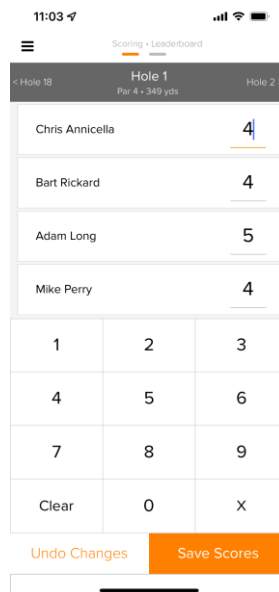 11:03
Scoring • Leaderboard
< Hole 18 Hole 1 Hole 2 >
Par 4 • 349 yds
Chris Annicella 4
Bart Rickard 4
Adam Long 5
Mike Perry 4
1 2 3
4 5 6
7 8 9
Clear 0 X
Undo Changes Save Scores